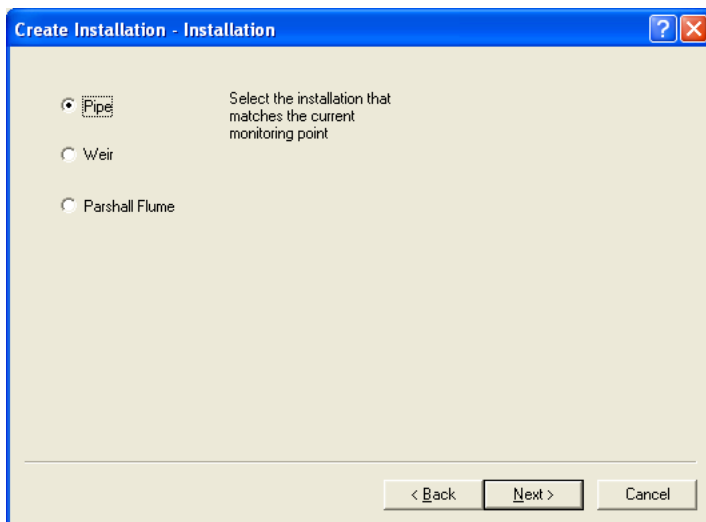 Create Installation - Installation
Pipe
Select the installation that
matches the current
monitoring point
Weir
Parshall Flume
< Back
Next >
Cancel